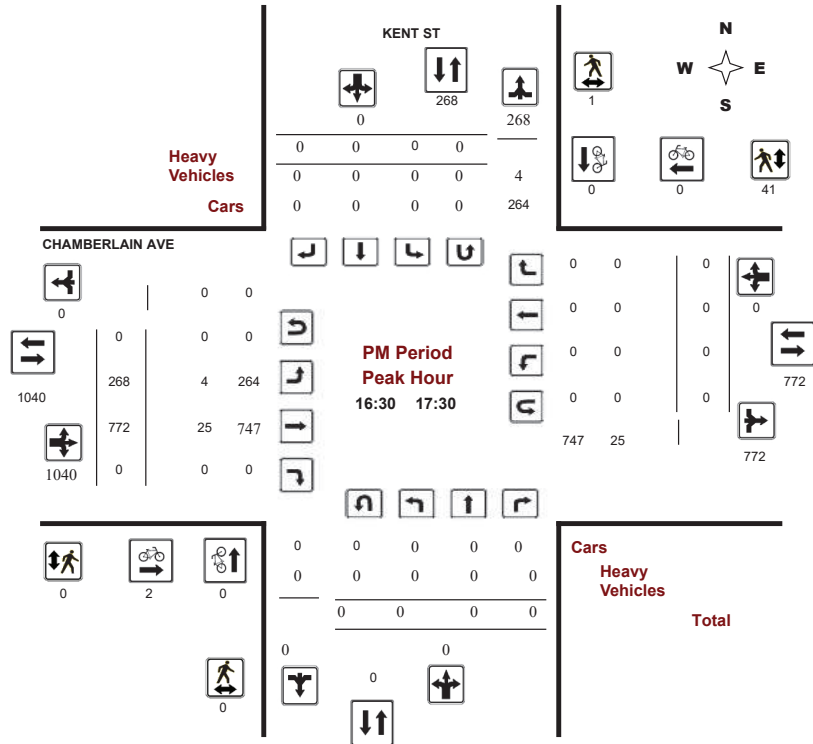 KENT ST
N
W E
S
268
1
0 268
0 0 0 0
Heavy
Vehicles
0 0 0 0 4
Cars
0 0 0 0 264
0 0 41
CHAMBERLAIN AVE
0 0
0
0 0 0
1040
268 4 264
772 25 747
1040
0 0 0
PM Period
Peak Hour
16:30 17:30
0 0 0
0
0 0 0
0 0 0
772
0 0 0
747 25
772
0 2 0
0
0 0 0 0 0
0 0 0 0 0
0 0 0 0
0 0
0
Cars
Heavy
Vehicles
Total